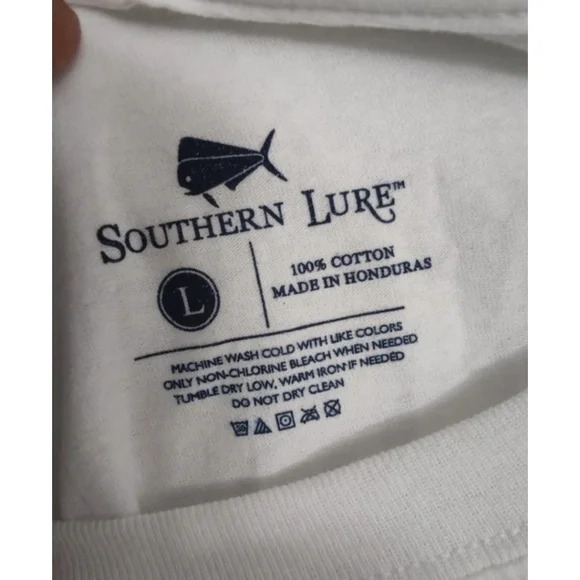 SOUTHERN LURE™
L
100% COTTON
MADE IN HONDURAS
MACHINE WASH COLD WITH LIKE COLORS
ONLY NON-CHLORINE BLEACH WHEN NEEDED
TUMBLE DRY LOW, WARM IRON IF NEEDED
DO NOT DRY CLEAN